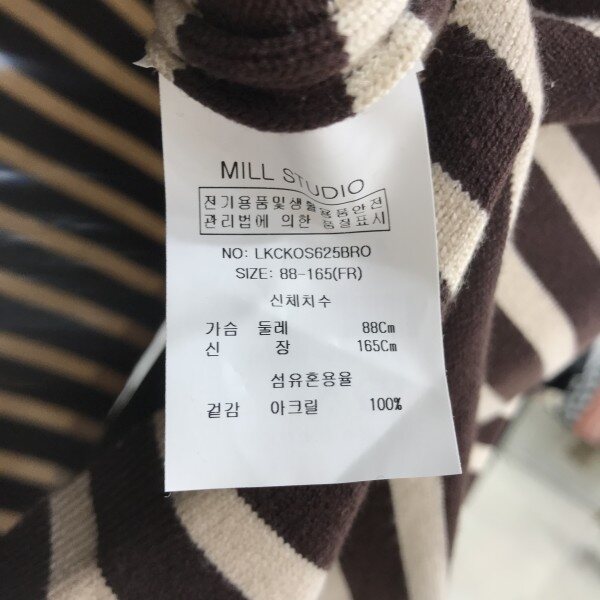 MILL STUDIO
전기용품및생활용품안전
관리법에 의한 품질표시
NO: LKCKOS625BRO
SIZE: 88-165(FR)
신체치수
가슴 둘레 88Cm
신 장 165Cm
섬유혼용율
겉감 아크릴 100%